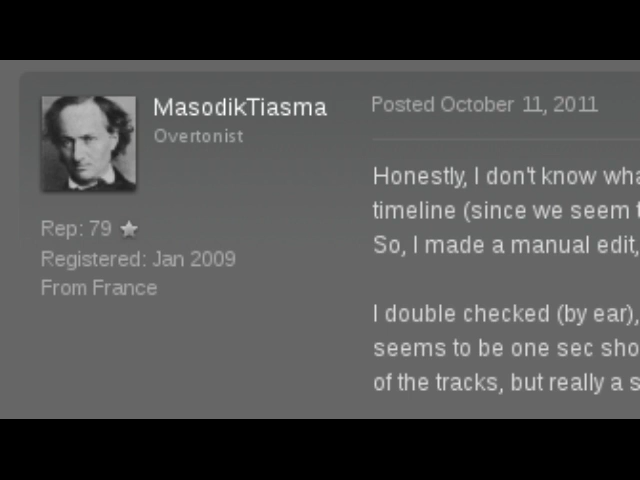 MasodikTiasma
Overtonist
Rep: 79
Registered: Jan 2009
From France
Posted October 11, 2011
Honestly, I don't know
timeline (since we seem
So, I made a manual edit,
I double checked (by ear),
seems to be one sec
of the tracks, but really a